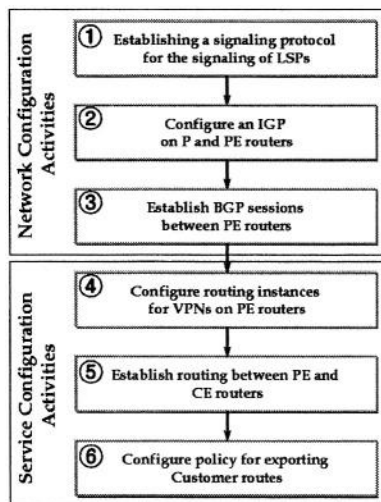 Network Configuration
Activities
1
Establishing a signaling protocol
for the signaling of LSPs
2
Configure an IGP
on P and PE routers
3
Establish BGP sessions
between PE routers
Service Configuration
Activities
4
Configure routing instances
for VPNs on PE routers
5
Establish routing between PE and
CE routers
6
Configure policy for exporting
Customer routes